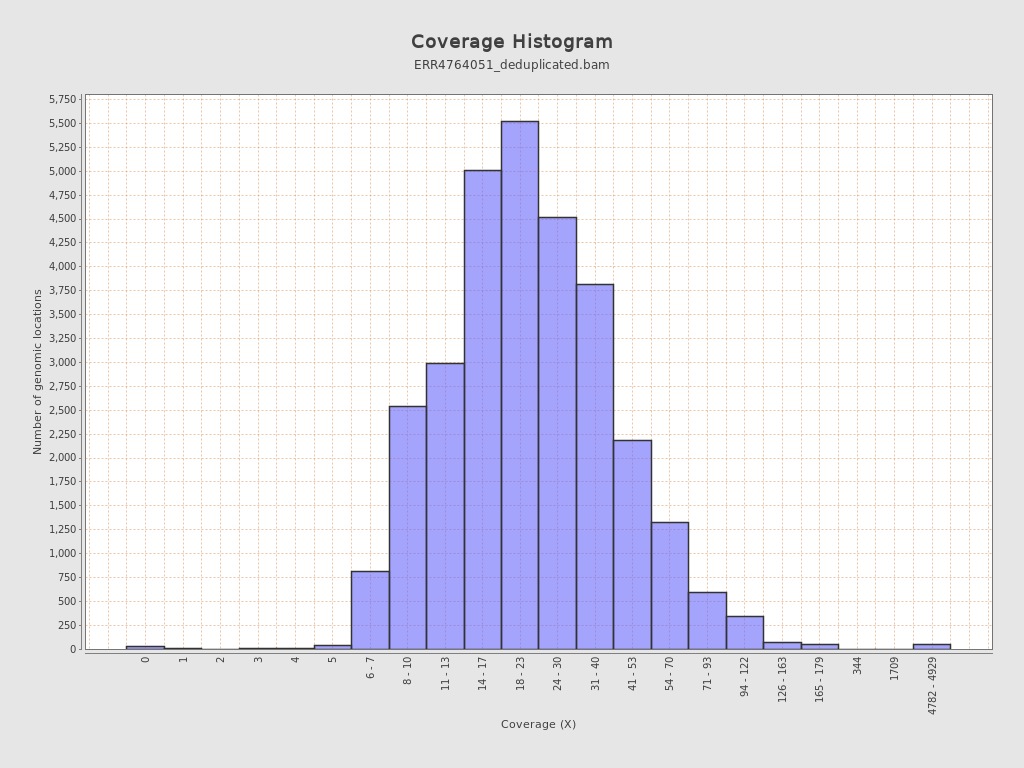 Coverage Histogram
ERR4764051_deduplicated.bam
Number of genomic locations
5,750
5,500
5,250
5,000
4,750
4,500
4,250
4,000
3,750
3,500
3,250
3,000
2,750
2,500
2,250
2,000
1,750
1,500
1,250
1,000
750
500
250
0
0
1
2
3
4
5
6 - 7
8 - 10
11 - 13
14 - 17
18 - 23
24 - 30
31 - 40
41 - 53
54 - 70
71 - 93
94 - 122
126 - 163
165 - 179
344
1709
4782 - 4929
Coverage (X)